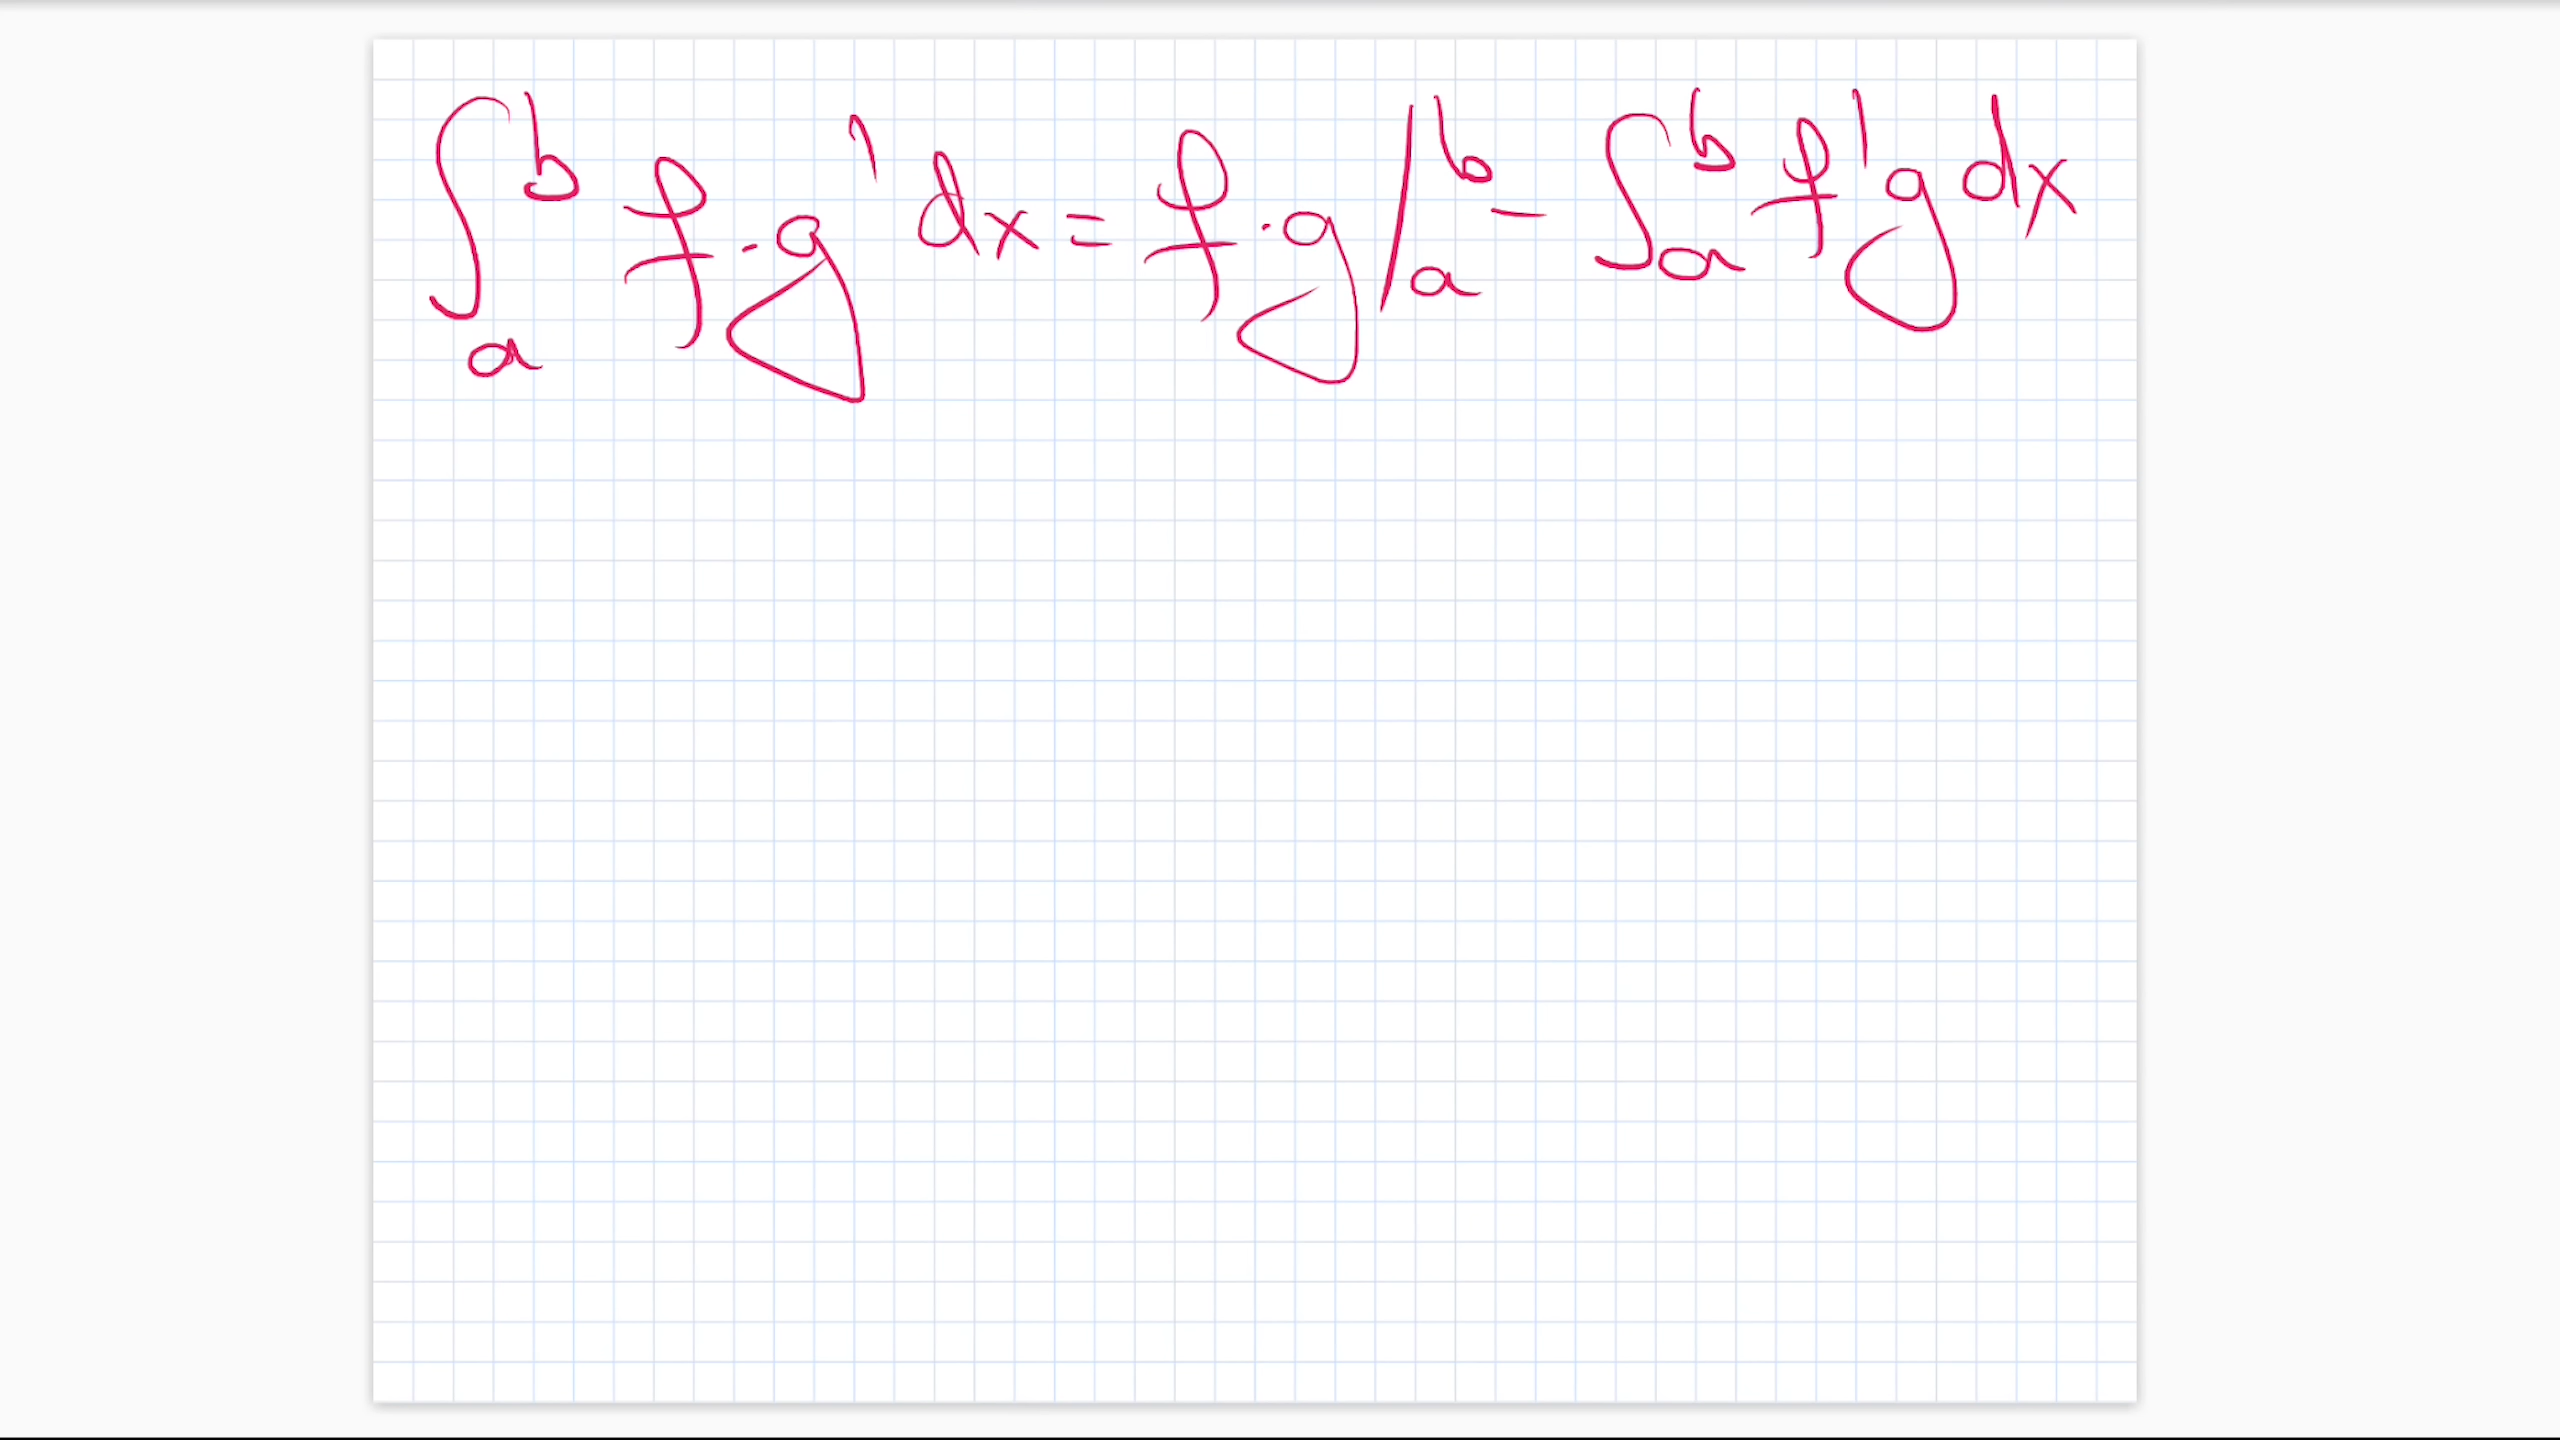 ∫_a^b f·g' dx = f·g |_a^b - ∫_a^b f'g dx